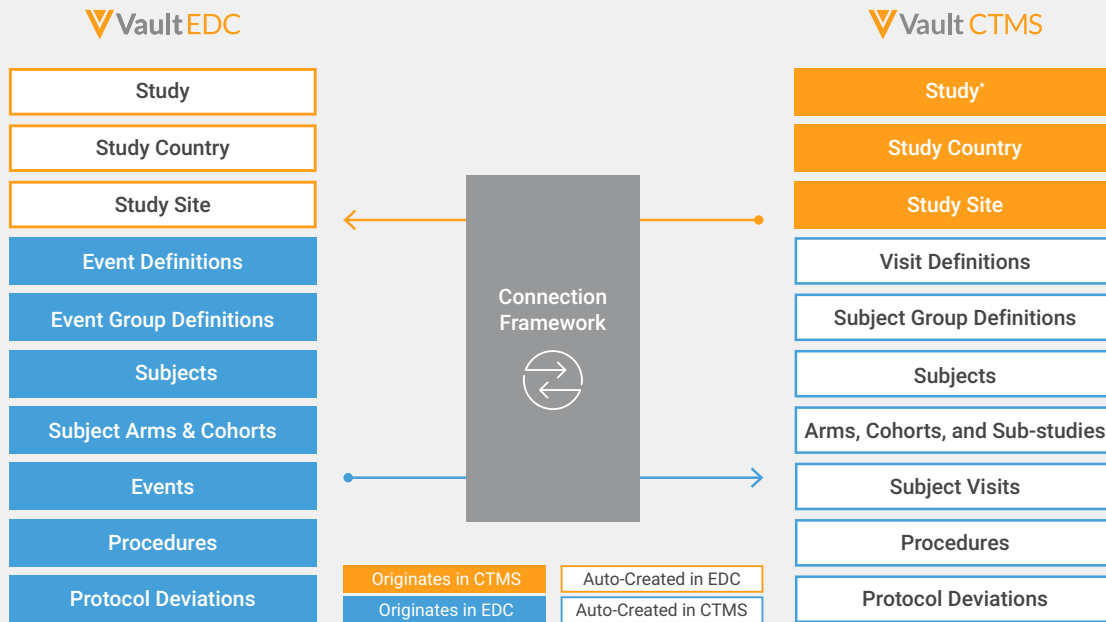 Vault EDC
Study
Study Country
Study Site
Event Definitions
Event Group Definitions
Subjects
Subject Arms & Cohorts
Events
Procedures
Protocol Deviations
Connection
Framework
Originates in CTMS
Auto-Created in EDC
Originates in EDC
Auto-Created in CTMS
Vault CTMS
Study*
Study Country
Study Site
Visit Definitions
Subject Group Definitions
Subjects
Arms, Cohorts, and Sub-studies
Subject Visits
Procedures
Protocol Deviations